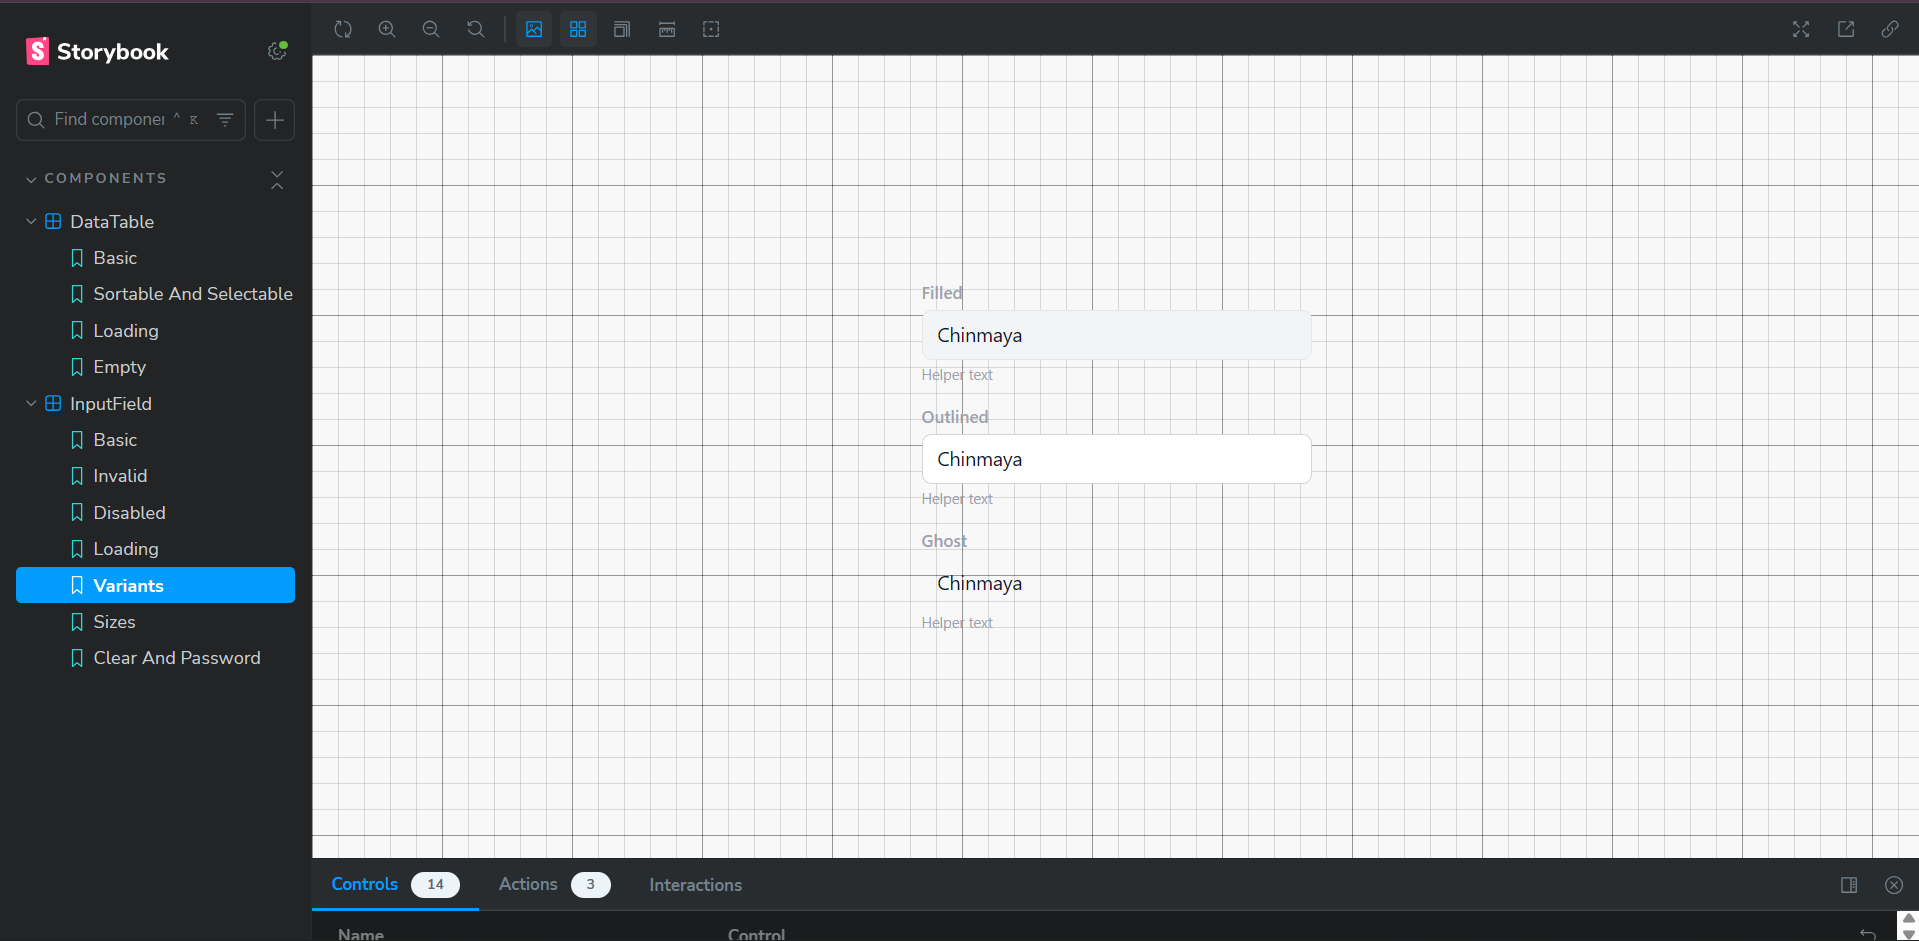 Storybook
Find componer ^ K
COMPONENTS
DataTable
Basic
Sortable And Selectable
Loading
Empty
InputField
Basic
Invalid
Disabled
Loading
Variants
Sizes
Clear And Password
Filled
Chinmaya
Helper text
Outlined
Chinmaya
Helper text
Ghost
Chinmaya
Helper text
Controls 14 Actions 3 Interactions
Name Control